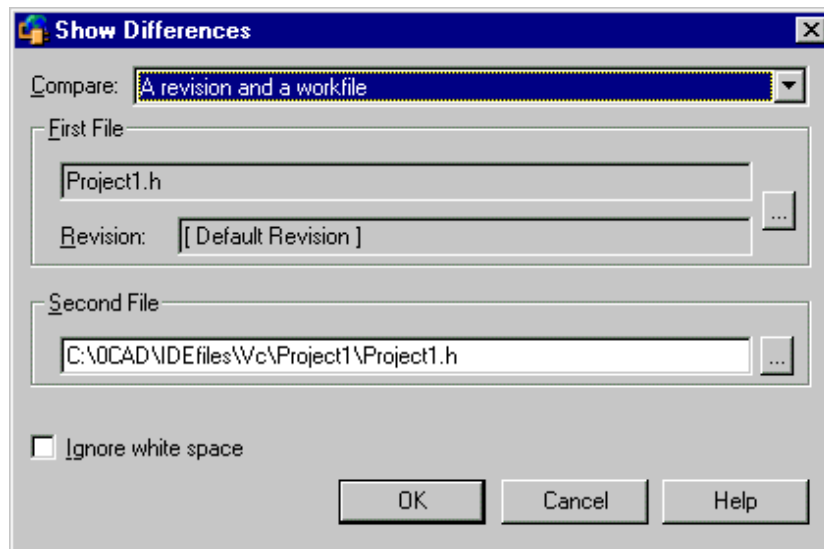 Show Differences
Compare: A revision and a workfile
First File
Project1.h
...
Revision: [ Default Revision ]
Second File
C:\0CAD\IDEfiles\Vc\Project1\Project1.h ...
Ignore white space
OK Cancel Help